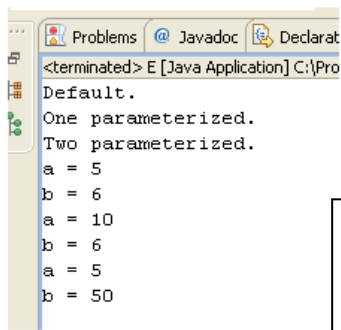 Problems @ Javadoc Declarat
<terminated> E [Java Application] C:\Pro
Default.
One parameterized.
Two parameterized.
a = 5
b = 6
a = 10
b = 6
a = 5
b = 50